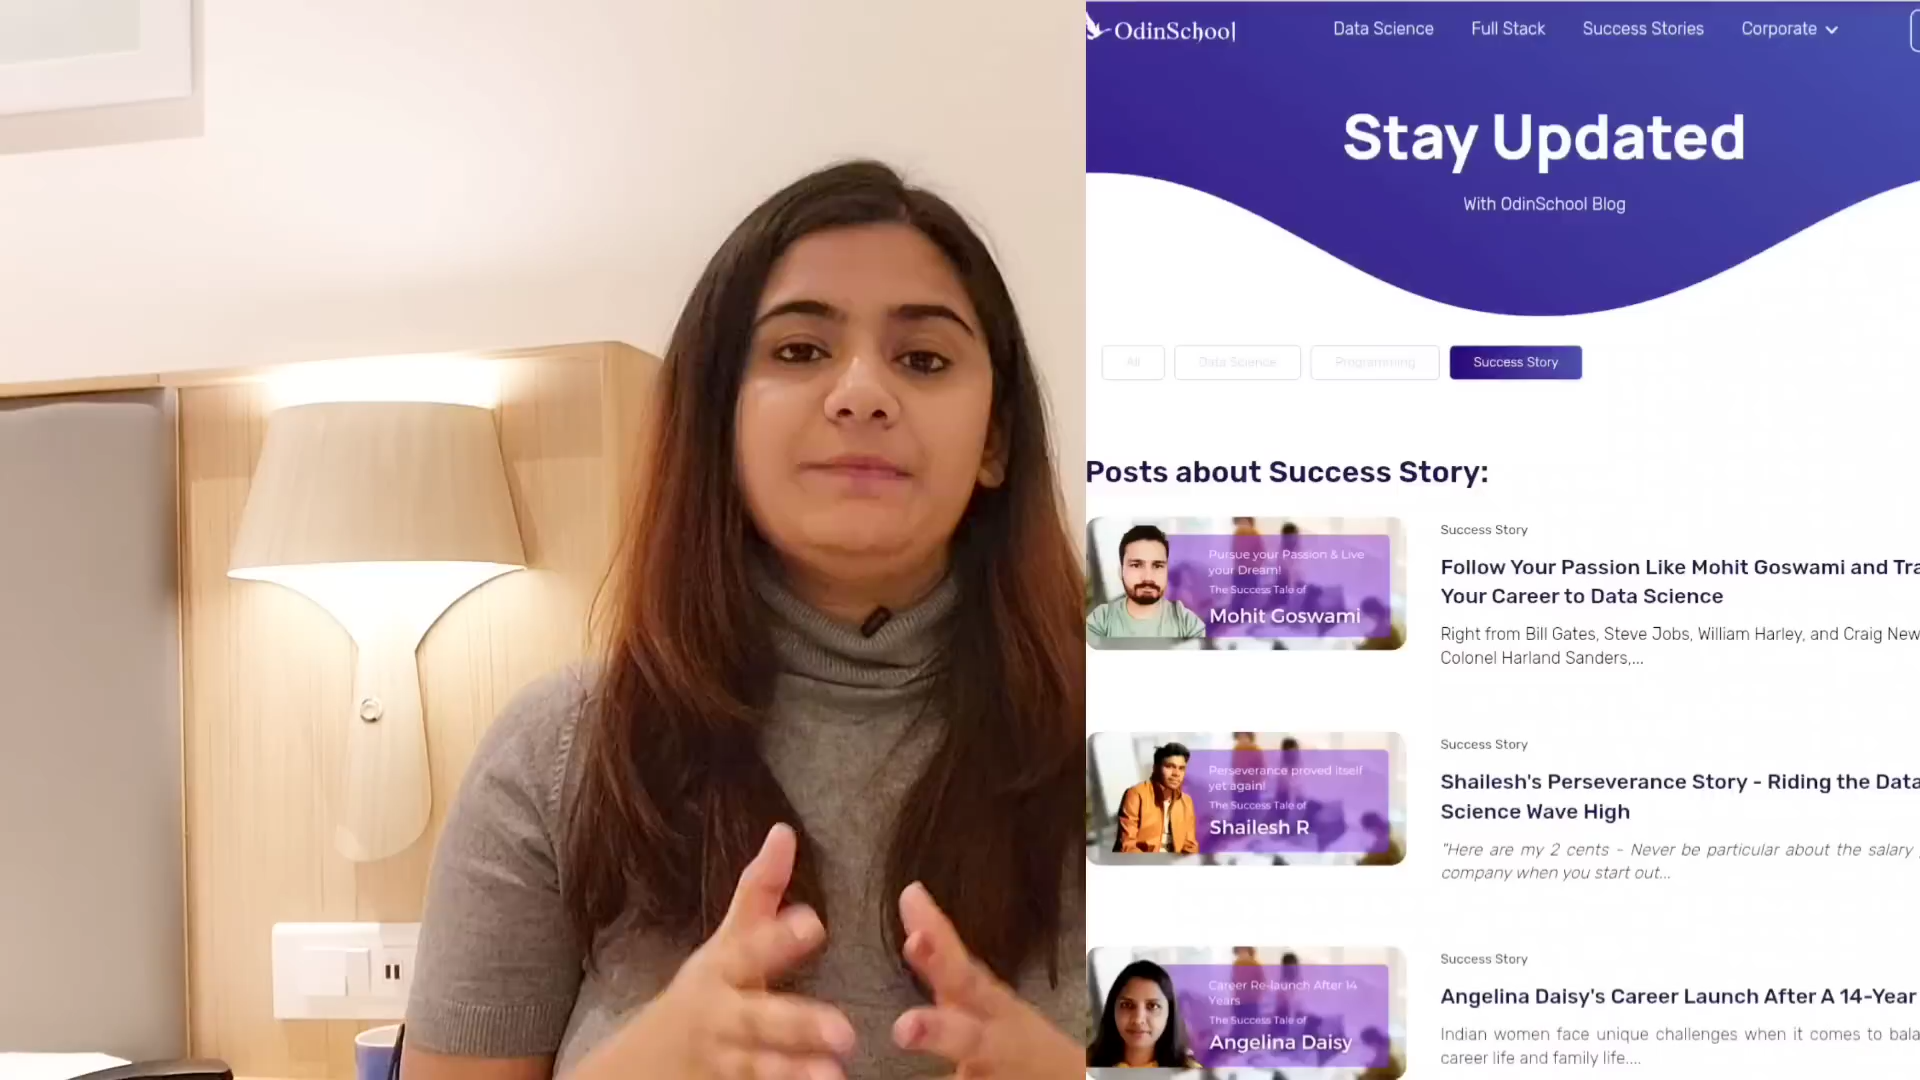 OdinSchool
Data Science
Full Stack
Success Stories
Corporate
Stay Updated
With OdinSchool Blog
All
Data Science
Programming
Success Story
Posts about Success Story:
Pursue your Passion & Live
your Dream!
The Success Tale of
Mohit Goswami
Success Story
Follow Your Passion Like Mohit Goswami and Tra
Your Career to Data Science
Right from Bill Gates, Steve Jobs, William Harley, and Craig New
Colonel Harland Sanders,...
Perseverance proved itself
yet again!
The Success Tale of
Shailesh R
Success Story
Shailesh's Perseverance Story - Riding the Data
Science Wave High
"Here are my 2 cents - Never be particular about the salary
company when you start out...
Career Re-launch After 14
Years
The Success Tale of
Angelina Daisy
Success Story
Angelina Daisy's Career Launch After A 14-Year
Indian women face unique challenges when it comes to bala
career life and family life....